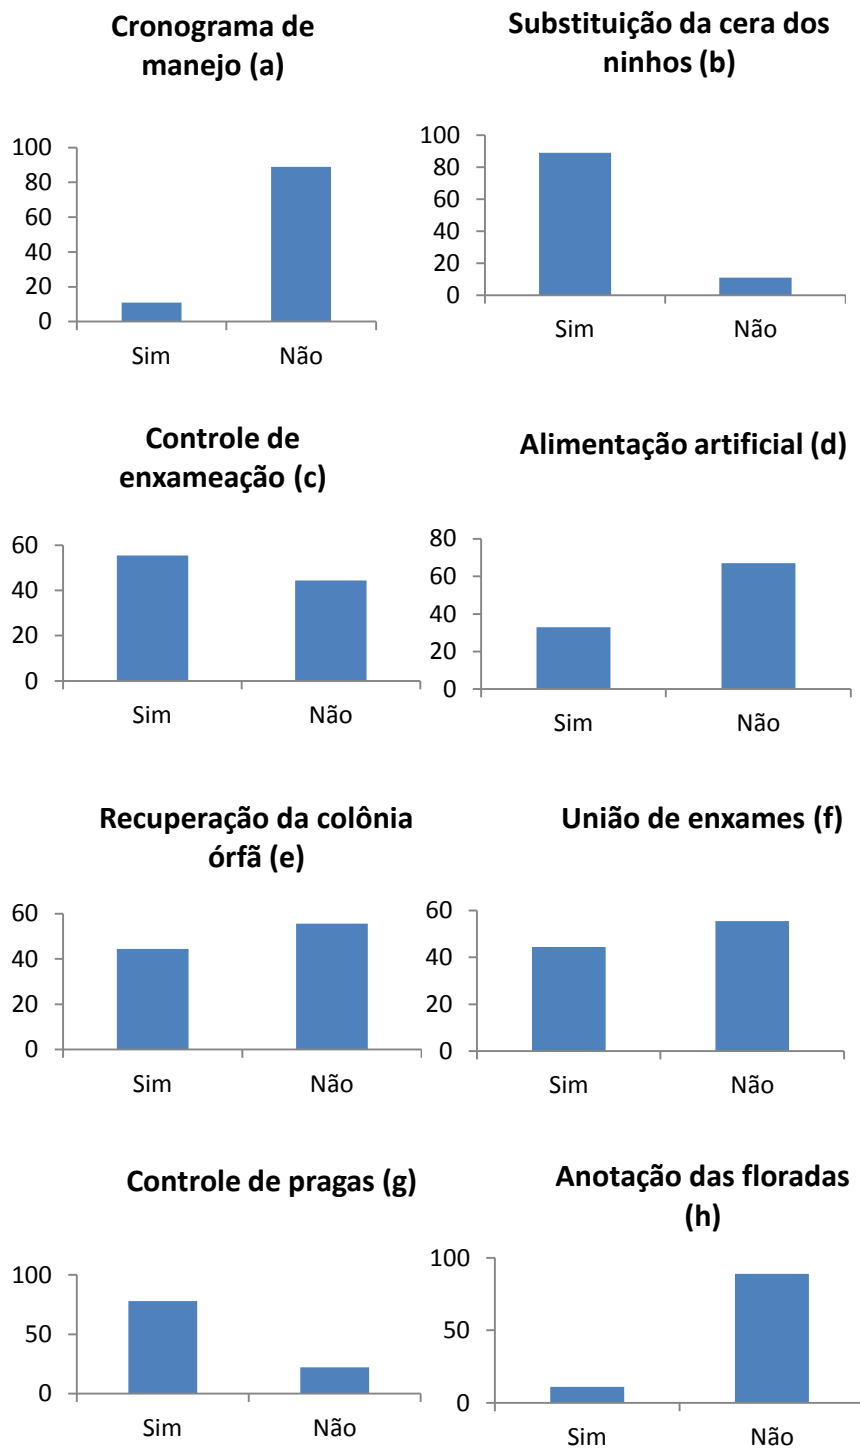 Cronograma de
manejo (a)
100
80
60
40
20
0
Sim Não
Substituição da cera dos
ninhos (b)
100
80
60
40
20
0
Sim Não
Controle de
enxameação (c)
60
40
20
0
Sim Não
Alimentação artificial (d)
80
60
40
20
0
Sim Não
Recuperação da colônia
órfã (e)
60
40
20
0
Sim Não
União de enxames (f)
60
40
20
0
Sim Não
Controle de pragas (g)
100
50
0
Sim Não
Anotação das floradas
(h)
100
50
0
Sim Não